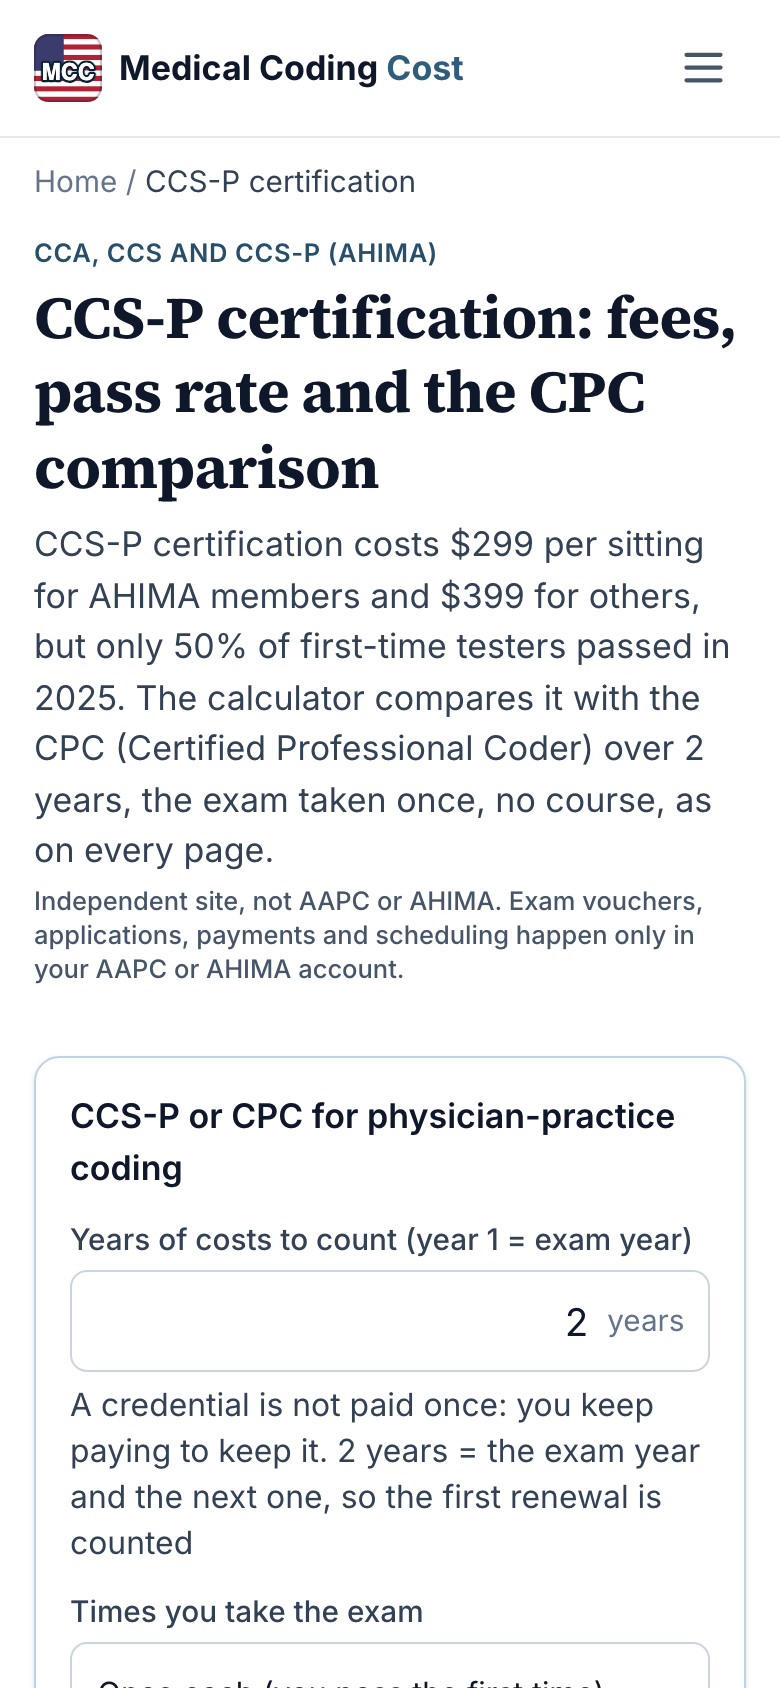 MCC
Medical Coding Cost
Home / CCS-P certification
CCA, CCS AND CCS-P (AHIMA)
CCS-P certification: fees,
pass rate and the CPC
comparison
CCS-P certification costs $299 per sitting
for AHIMA members and $399 for others,
but only 50% of first-time testers passed in
2025. The calculator compares it with the
CPC (Certified Professional Coder) over 2
years, the exam taken once, no course, as
on every page.
Independent site, not AAPC or AHIMA. Exam vouchers,
applications, payments and scheduling happen only in
your AAPC or AHIMA account.
CCS-P or CPC for physician-practice
coding
Years of costs to count (year 1 = exam year)
2 years
A credential is not paid once: you keep
paying to keep it. 2 years = the exam year
and the next one, so the first renewal is
counted
Times you take the exam
Once each (you pass the first time)